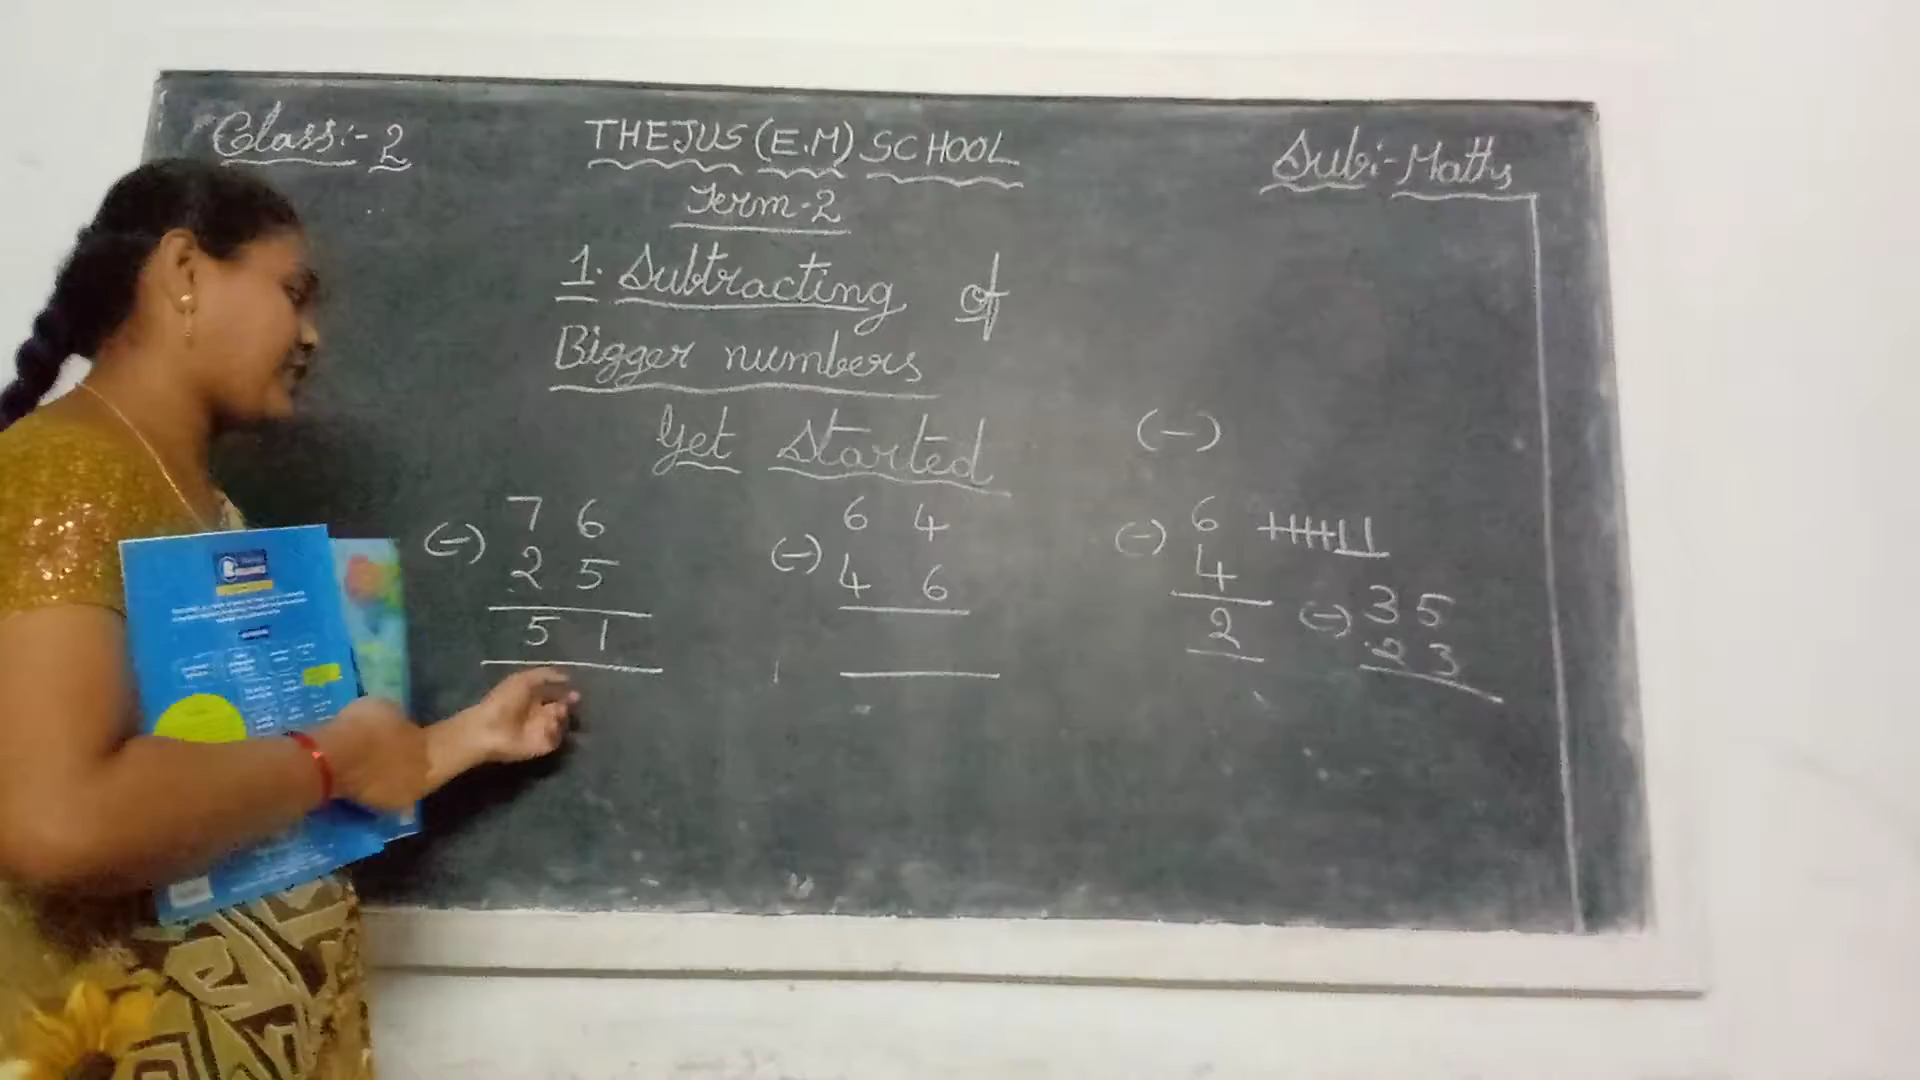 Class:- 2
THEJUS (E.M) SCHOOL
Sub:- Maths
Term-2
1. Subtracting of
Bigger numbers
Get Started
(-)
7 6
(-) 2 5
5 1
6 4
(-) 4 6
6
(-) 4
2
3 5
(-) 2 3